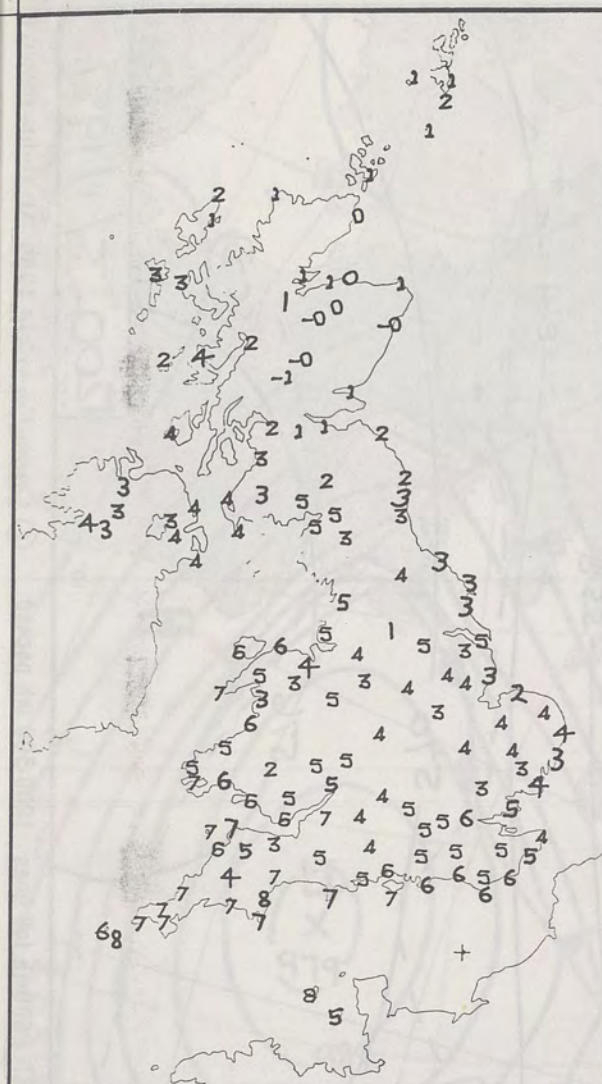 1 1
2
1
1
2 1
1 0
3 3 1 1 0 1
1 -0 0 -0
2 4 2 -0
-1 1
4 2 1 1 2
3
3 2 2
3 4 3 5 3
3 4 5 5 3
4 3 3 4 4 3
4 3
4 3
5 3
5 1 5
6 6 4 5 3
5 4
7 3 3 4 4 4 3
3 5 3 2 4
6 4 4
5 4 4 3
5 2 5 5 3
7 6 5 3 4
6 5 4 5
7 7 6 7 4 5 5 6 4
6 5 3 5 4 5 5 5 5
4 7 5 6 6 5 6
7 8 7 7 6 6
7 7 7 7
6 8
8
5